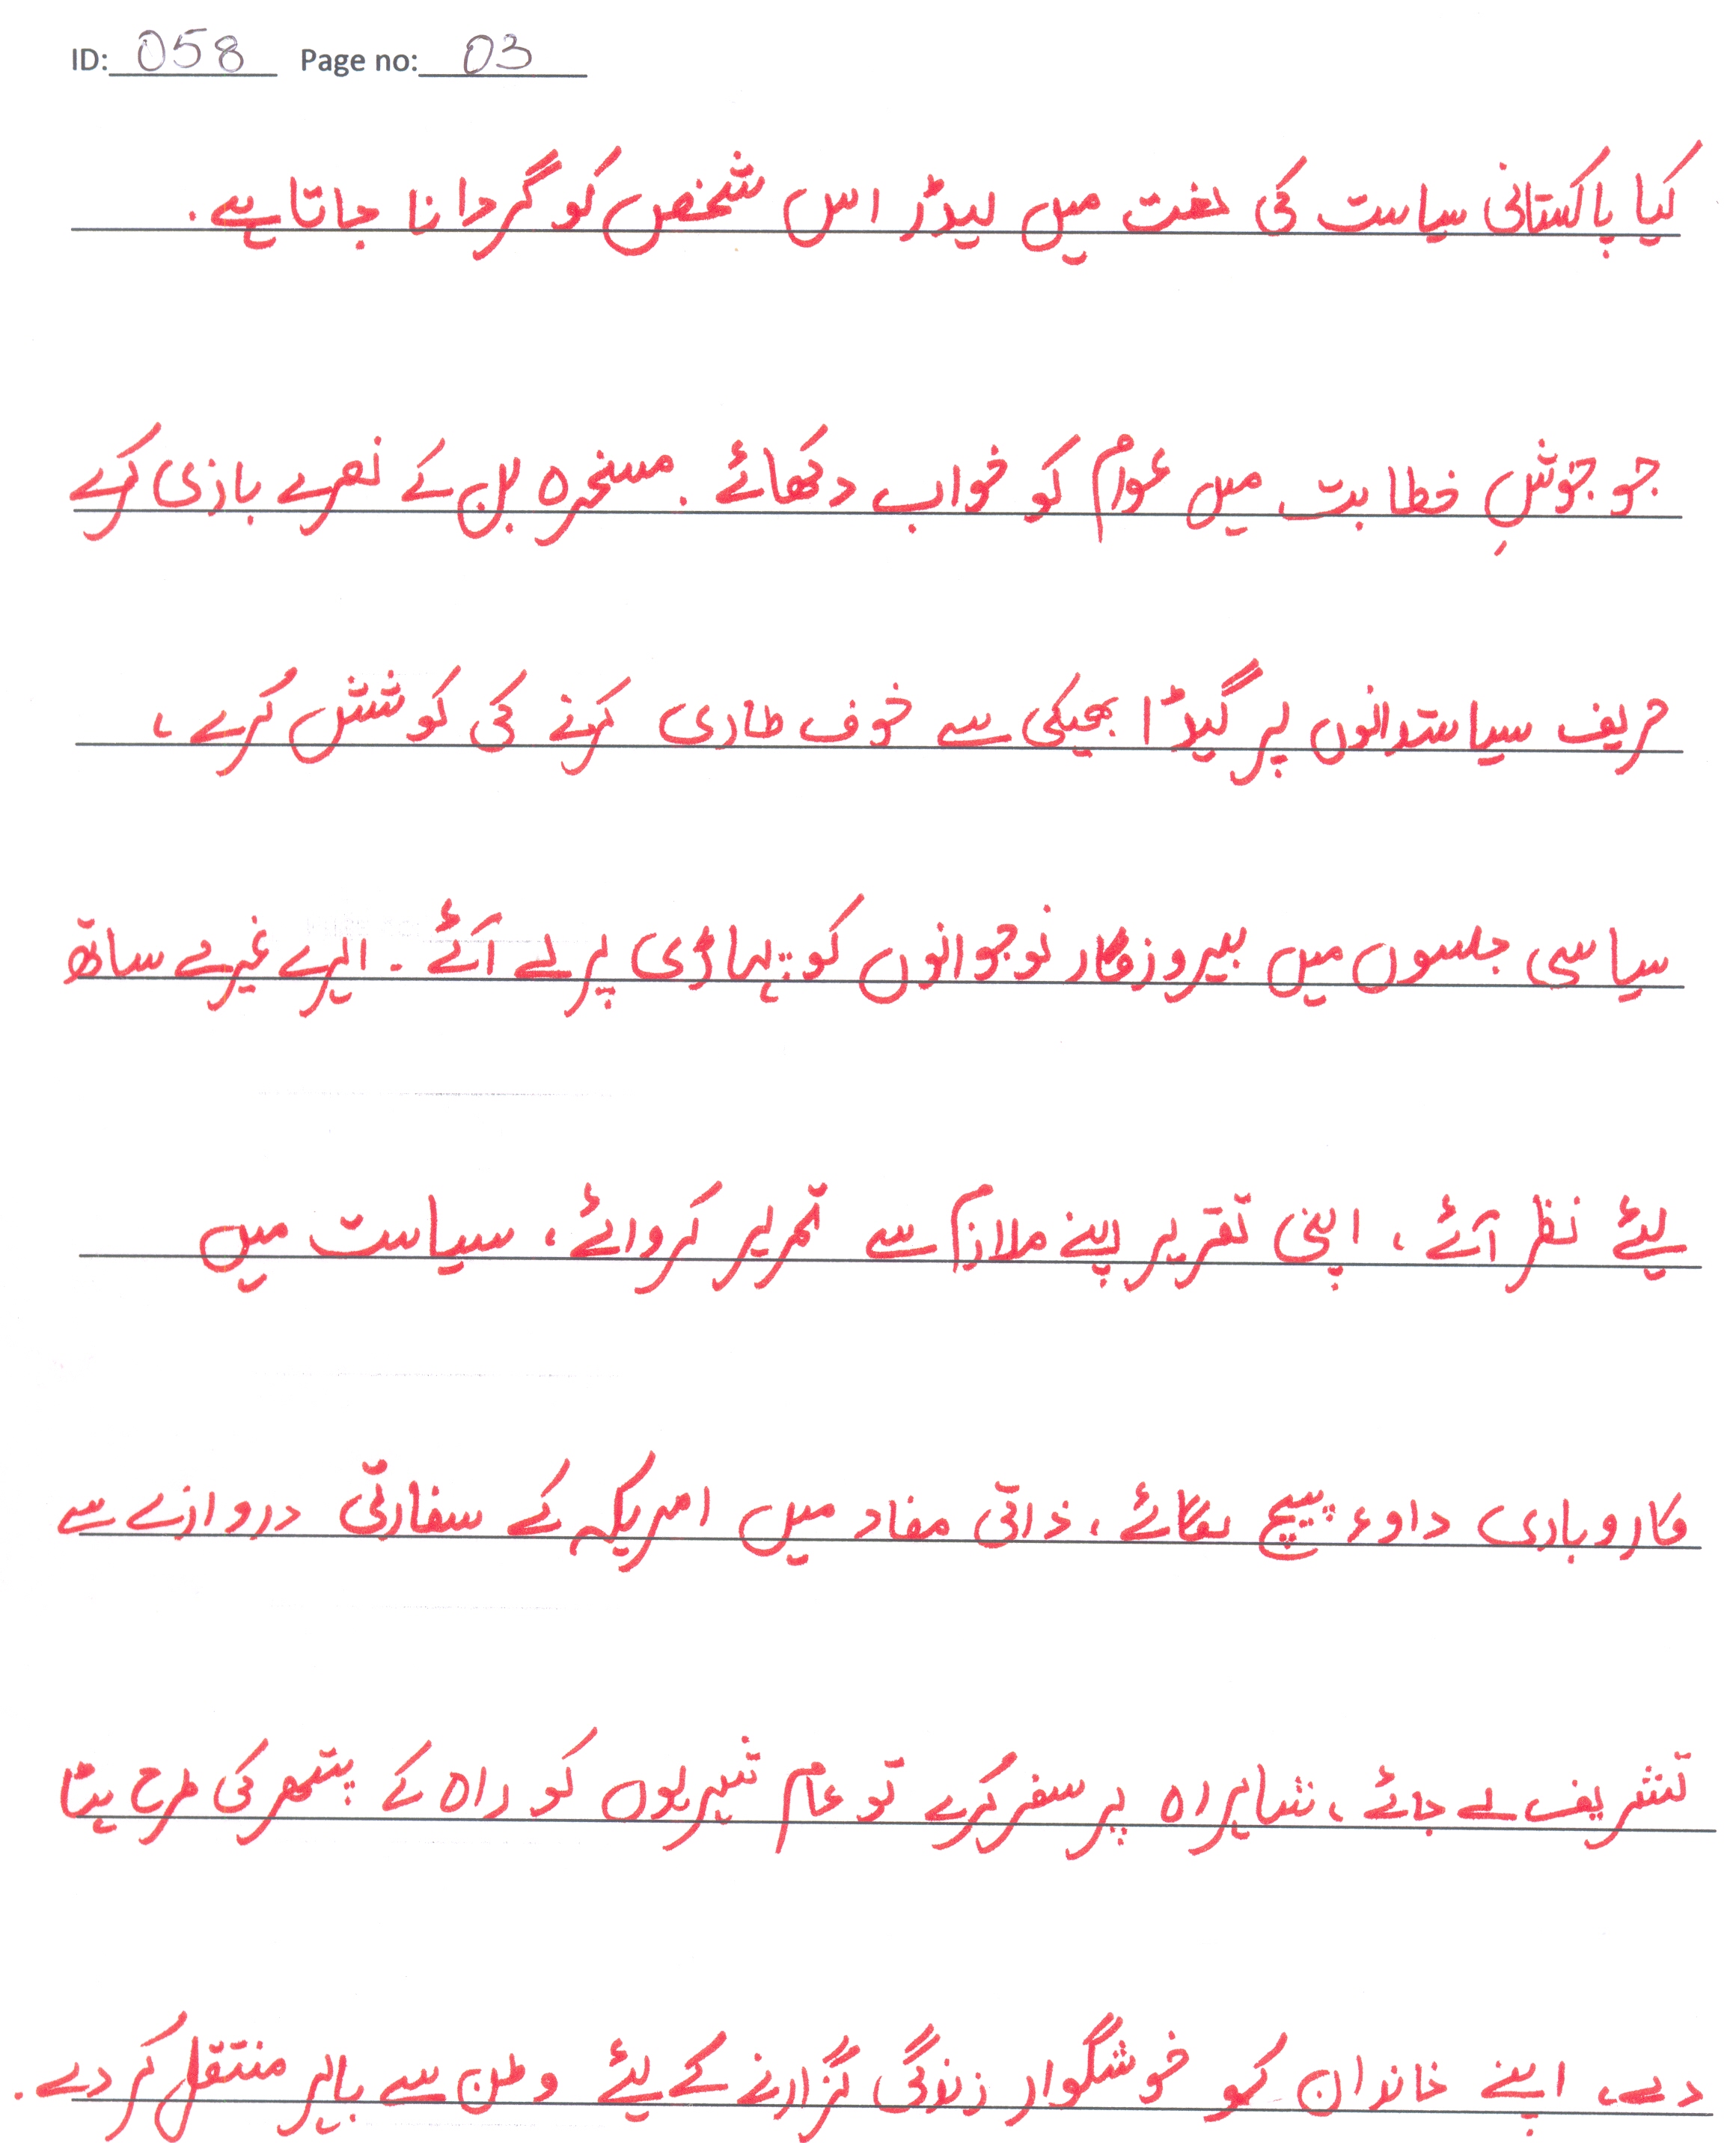 ID: 058 Page no: 03
کیا پاکستانی سیاست کی لغت میں لیڈر اس شخص کو گردانا جاتا ہے.
جو جوشِ خطابت میں عوام کو خواب دکھائے. مسخرہ بن کے نعرے بازی کرے
حریف سیاستدانوں پر گیڈڑ بھبکی سے خوف طاری کرنے کی کوشش کرے،
سیاسی جلسوں میں بیروزگار نوجوانوں کو دیہاڑی پر لے آئے ۔ ایرے غیرے ساتھ
لیئے نظر آئے، اپنی تقریر اپنے ملازم سے تحریر کروائے، سیاست میں
کاروباری داوء پیچ لگائے، ذاتی مفاد میں امریکہ کے سفارتی دروازے سے
تشریف لے جائے، شاہراہ پر سفر کرے تو عام شہریوں کو راہ کے پتھر کی طرح ہٹا
دے، اپنے خاندان کو خوشگوار زندگی گزارنے کے لیئے وطن سے باہر منتقل کر دے.